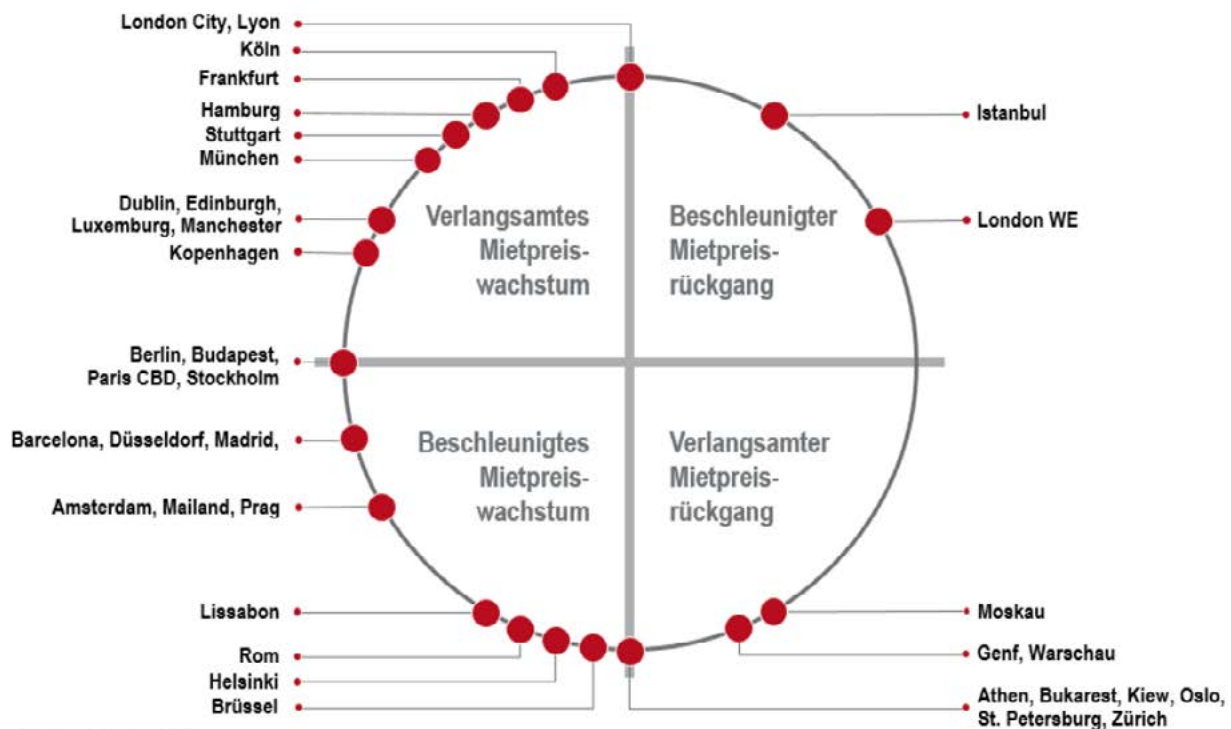 London City, Lyon
Köln
Frankfurt
Hamburg
Stuttgart
München
Dublin, Edinburgh,
Luxemburg, Manchester
Kopenhagen
Berlin, Budapest,
Paris CBD, Stockholm
Barcelona, Düsseldorf, Madrid,
Amsterdam, Mailand, Prag
Lissabon
Rom
Helsinki
Brüssel
Verlangsamtes
Mietpreis-
wachstum
Beschleunigter
Mietpreis-
rückgang
Beschleunigtes
Mietpreis-
wachstum
Verlangsamter
Mietpreis-
rückgang
Istanbul
London WE
Moskau
Genf, Warschau
Athen, Bukarest, Kiew, Oslo,
St. Petersburg, Zürich